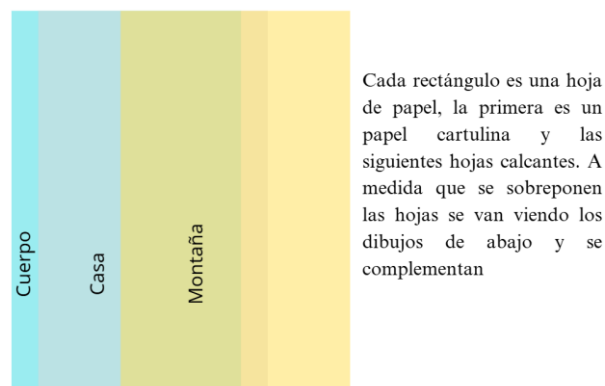 Cuerpo
Casa
Montaña
Cada rectángulo es una hoja
de papel, la primera es un
papel cartulina y las
siguientes hojas calcantes. A
medida que se sobreponen
las hojas se van viendo los
dibujos de abajo y se
complementan